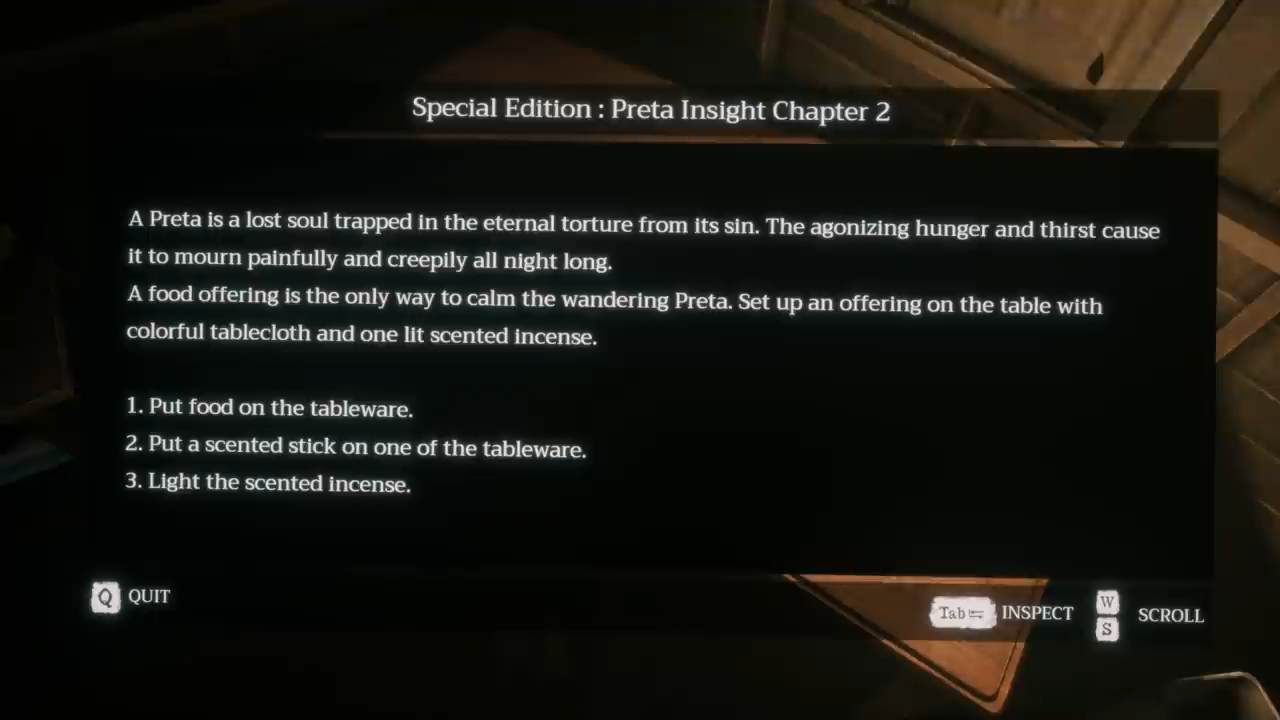 Special Edition : Preta Insight Chapter 2
A Preta is a lost soul trapped in the eternal torture from its sin. The agonizing hunger and thirst cause
it to mourn painfully and creepily all night long.
A food offering is the only way to calm the wandering Preta. Set up an offering on the table with
colorful tablecloth and one lit scented incense.
1. Put food on the tableware.
2. Put a scented stick on one of the tableware.
3. Light the scented incense.
Q QUIT
Tab INSPECT
W
S
SCROLL